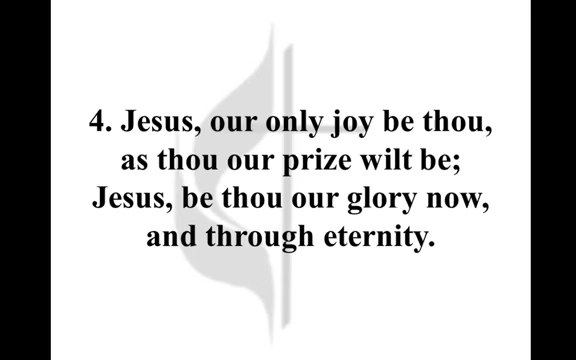 4. Jesus, our only joy be thou,
as thou our prize wilt be;
Jesus, be thou our glory now,
and through eternity.